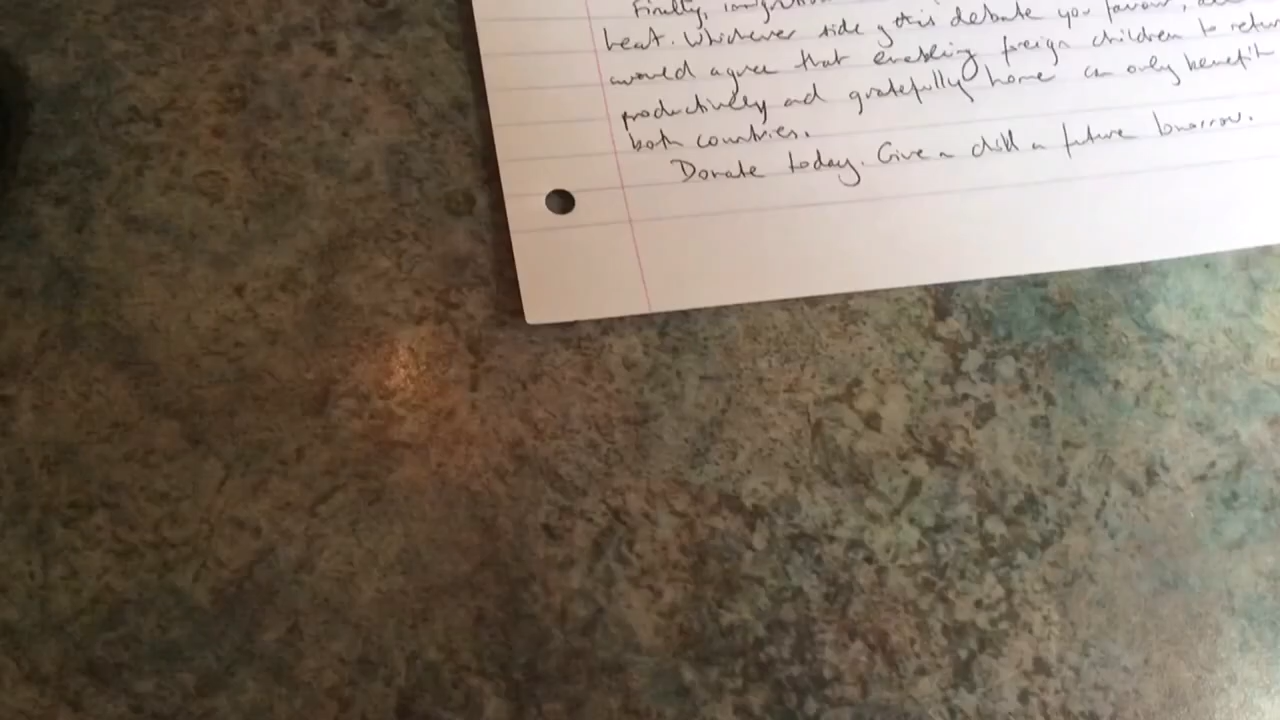 Finally, immigration
heat. Whichever side of this debate you favour,
would agree that enabling foreign children to return
productively and gratefully home can only benefit
both countries.
Donate today. Give a child a future tomorrow.